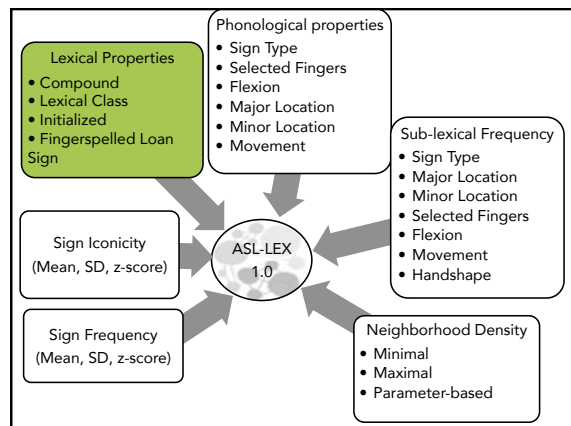 Phonological properties
• Sign Type
• Selected Fingers
• Flexion
• Major Location
• Minor Location
• Movement
Lexical Properties
• Compound
• Lexical Class
• Initialized
• Fingerspelled Loan
Sign
Sub-lexical Frequency
• Sign Type
• Major Location
• Minor Location
• Selected Fingers
• Flexion
• Movement
• Handshape
Sign Iconicity
(Mean, SD, z-score)
ASL-LEX
1.0
Sign Frequency
(Mean, SD, z-score)
Neighborhood Density
• Minimal
• Maximal
• Parameter-based